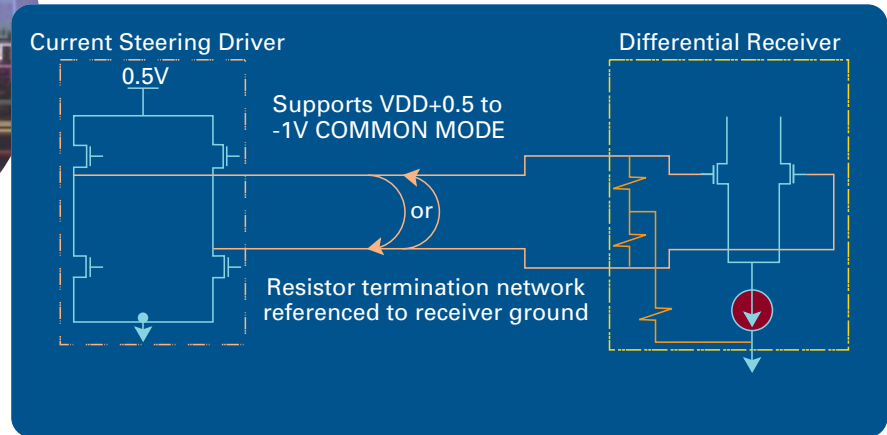 Current Steering Driver
Differential Receiver
0.5V
Supports VDD+0.5 to
-1V COMMON MODE
or
Resistor termination network
referenced to receiver ground